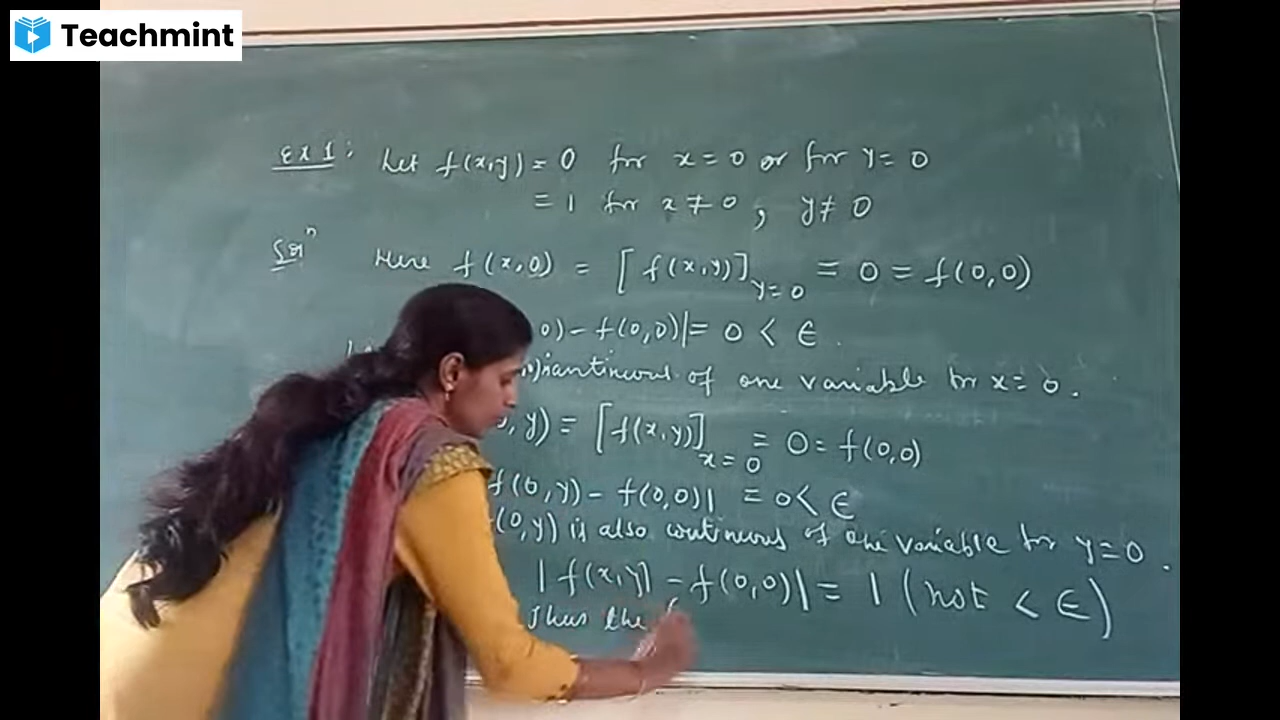 Teachmint
Ex 1: Let f(x,y) = 0 for x = 0 or for y = 0
= 1 for x ≠ 0, y ≠ 0
Solⁿ Here f(x,0) = [f(x,y)]y=0 = 0 = f(0,0)
0) - f(0,0)| = 0 < ϵ.
of one variable for x = 0.
, y) = [f(x,y)]x=0 = 0 = f(0,0)
f(0,y) - f(0,0)| = 0 < ϵ
(0,y) is also continuous of one variable for y = 0.
|f(x,y) - f(0,0)| = 1 (not < ϵ)
Thus the